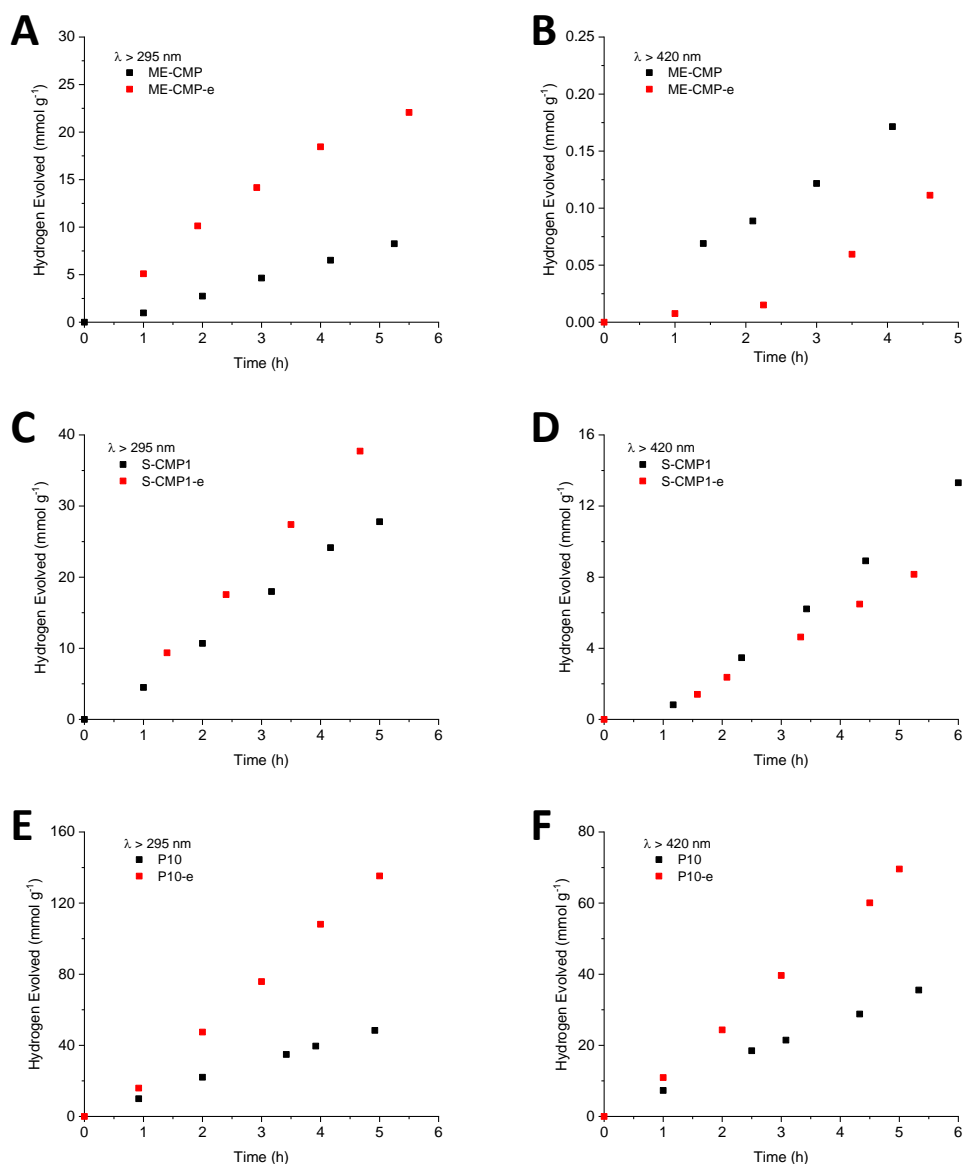 A
λ > 295 nm
ME-CMP
ME-CMP-e
Hydrogen Evolved (mmol g⁻¹)
30
25
20
15
10
5
0
0 1 2 3 4 5 6
Time (h)
B
λ > 420 nm
ME-CMP
ME-CMP-e
Hydrogen Evolved (mmol g⁻¹)
0.25
0.20
0.15
0.10
0.05
0.00
0 1 2 3 4 5
Time (h)
C
λ > 295 nm
S-CMP1
S-CMP1-e
Hydrogen Evolved (mmol g⁻¹)
40
30
20
10
0
0 1 2 3 4 5 6
Time (h)
D
λ > 420 nm
S-CMP1
S-CMP1-e
Hydrogen Evolved (mmol g⁻¹)
16
12
8
4
0
0 1 2 3 4 5 6
Time (h)
E
λ > 295 nm
P10
P10-e
Hydrogen Evolved (mmol g⁻¹)
160
120
80
40
0
0 1 2 3 4 5 6
Time (h)
F
λ > 420 nm
P10
P10-e
Hydrogen Evolved (mmol g⁻¹)
80
60
40
20
0
0 1 2 3 4 5 6
Time (h)